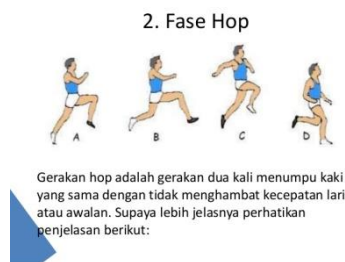 2. Fase Hop
A
B
C
D
Gerakan hop adalah gerakan dua kali menumpu kaki
yang sama dengan tidak menghambat kecepatan lari
atau awalan. Supaya lebih jelasnya perhatikan
penjelasan berikut: